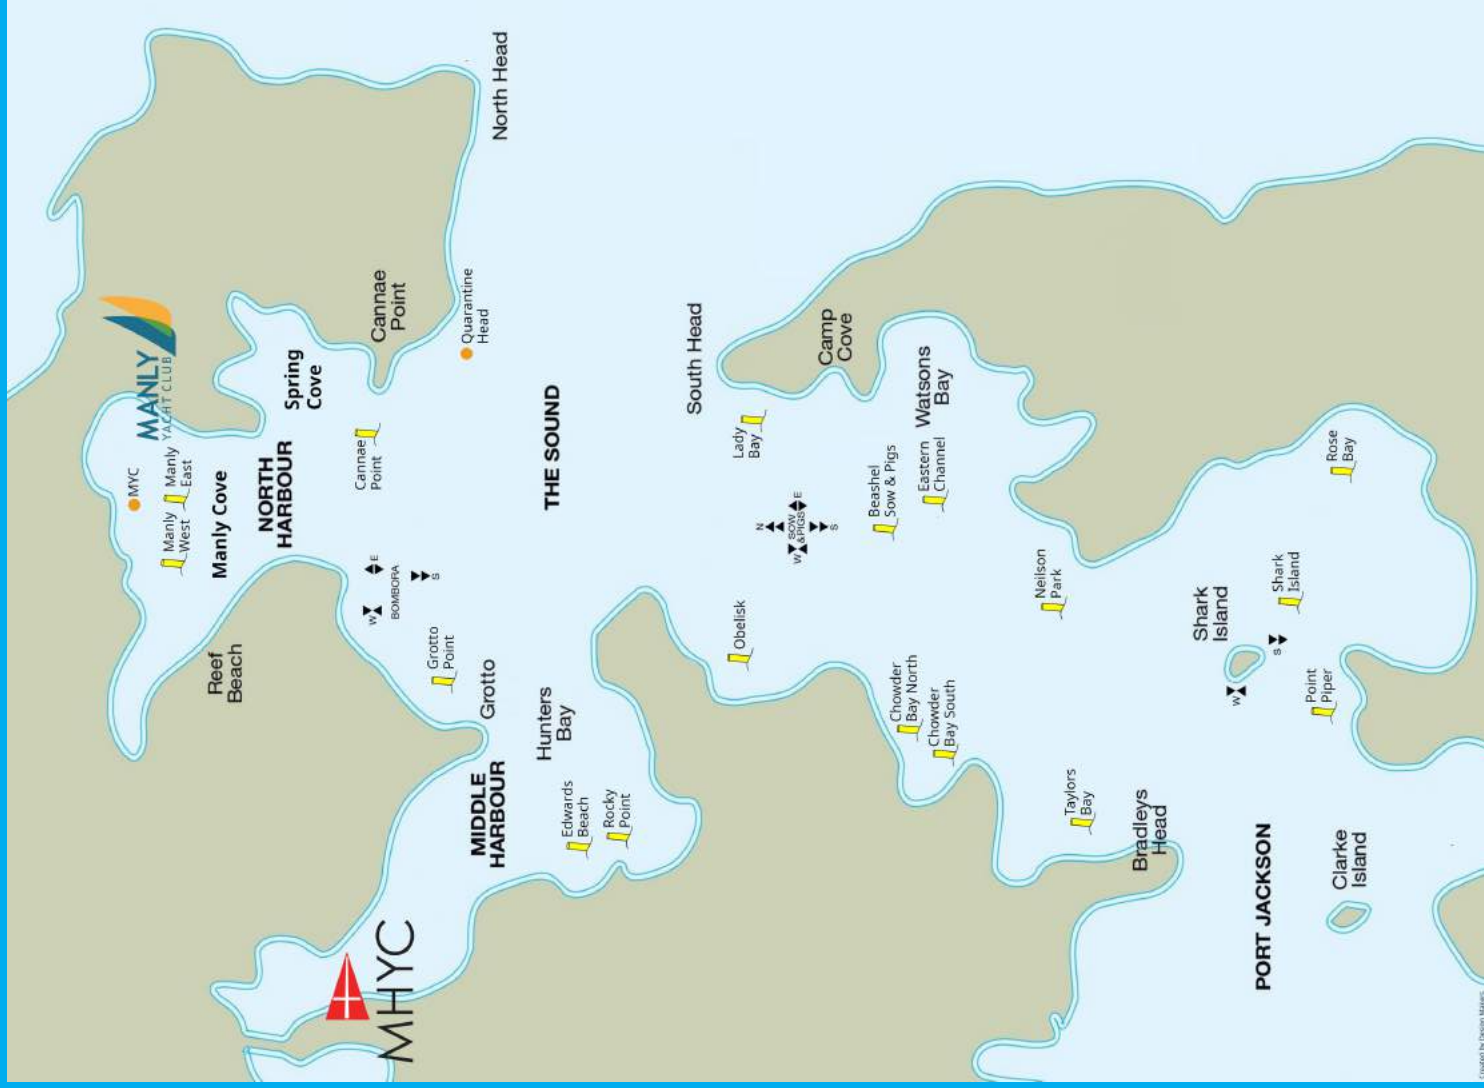 North Head
MANLY
YACHT CLUB
Cannae
Point
Quarantine
Head
Spring
Cove
MYC
Manly
East
Manly
West
Manly Cove
NORTH
HARBOUR
Cannae
Point
THE SOUND
South Head
Camp
Cove
Watsons
Bay
Lady
Bay
Beashel
Sow & Pigs
Eastern
Channel
N
E
SOW
&PIGS
W
S
Rose
Bay
E
BOMBORA
W
S
Reef
Beach
Grotto
Point
Grotto
Obelisk
Neilson
Park
Shark
Island
Shark
Island
S
W
Point
Piper
Hunters
Bay
Chowder
Bay North
Chowder
Bay South
MIDDLE
HARBOUR
Edwards
Beach
Rocky
Point
Taylors
Bay
Bradleys
Head
PORT JACKSON
Clarke
Island
MHYC
Created by Design Makes